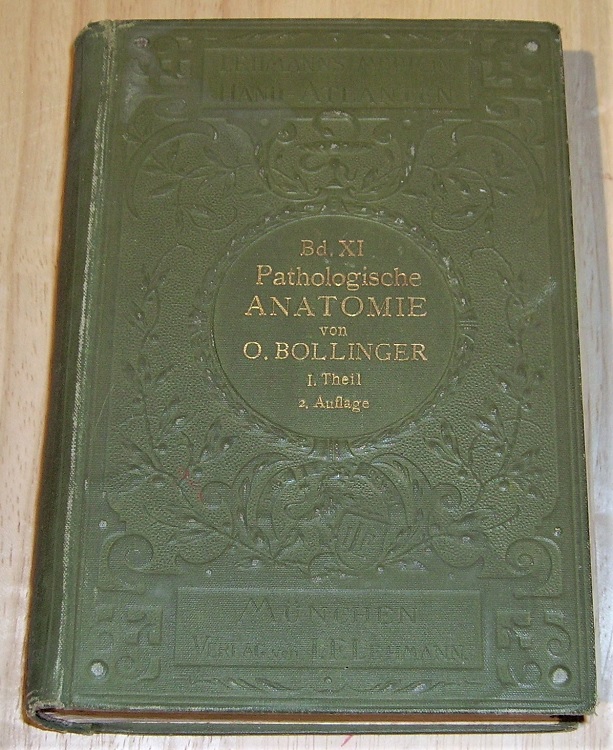 LEHMANN'S MEDICIN.
HAND-ATLANTEN
Bd. XI
Pathologische
ANATOMIE
von
O. BOLLINGER
I. Theil
2. Auflage
MÜNCHEN
VERLAG von J. F. LEHMANN